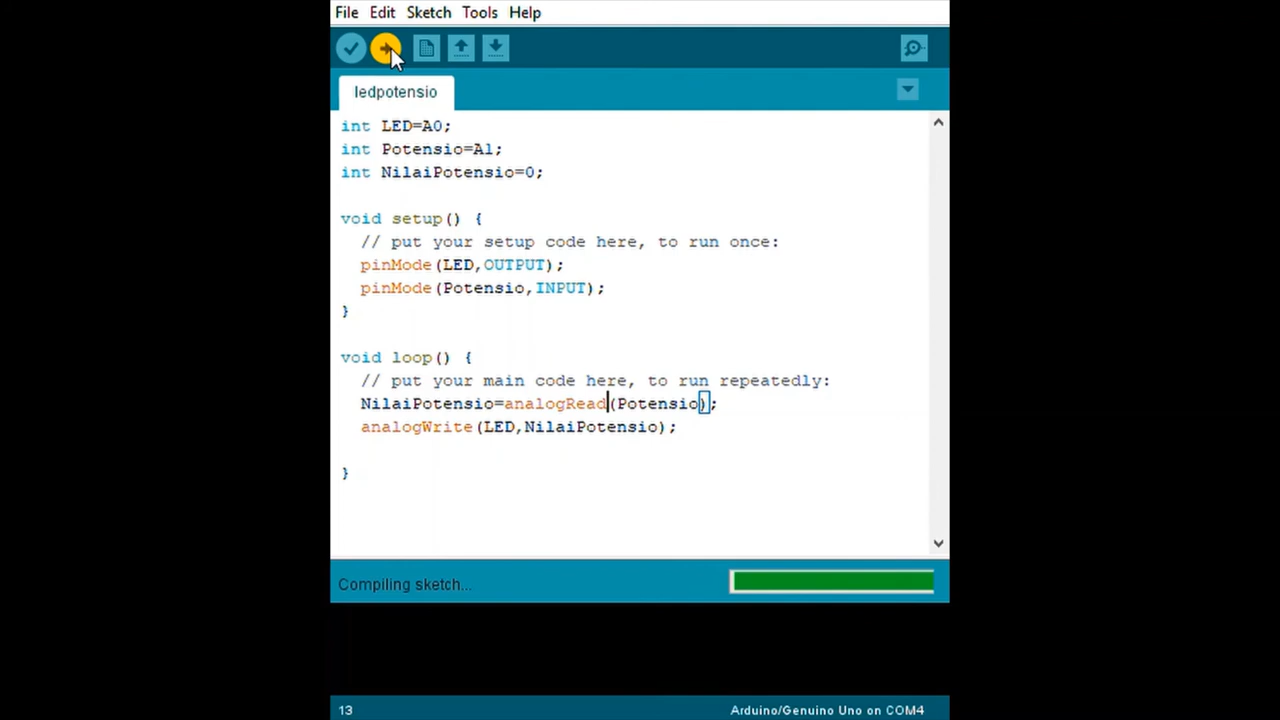 File Edit Sketch Tools Help
ledpotensio
int LED=A0;
int Potensio=A1;
int NilaiPotensio=0;
void setup() {
// put your setup code here, to run once:
pinMode(LED,OUTPUT);
pinMode(Potensio,INPUT);
}
void loop() {
// put your main code here, to run repeatedly:
NilaiPotensio=analogRead(Potensio);
analogWrite(LED,NilaiPotensio);
}
Compiling sketch...
13 Arduino/Genuino Uno on COM4